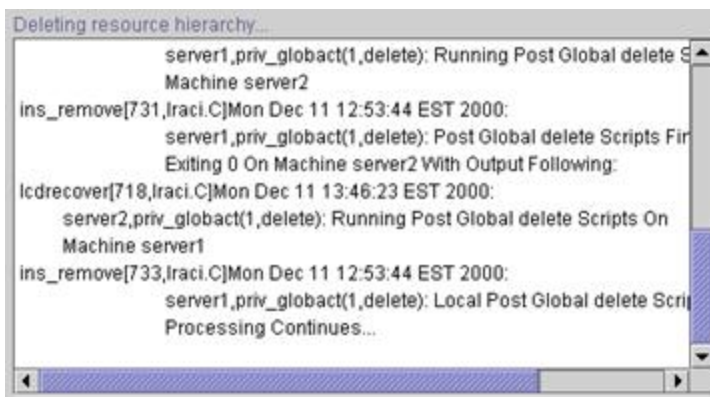 Deleting resource hierarchy...
server1,priv_globact(1,delete): Running Post Global delete S
Machine server2
ins_remove[731,lraci.C]Mon Dec 11 12:53:44 EST 2000:
server1,priv_globact(1,delete): Post Global delete Scripts Fin
Exiting 0 On Machine server2 With Output Following:
lcdrecover[718,lraci.C]Mon Dec 11 13:46:23 EST 2000:
server2,priv_globact(1,delete): Running Post Global delete Scripts On
Machine server1
ins_remove[733,lraci.C]Mon Dec 11 12:53:44 EST 2000:
server1,priv_globact(1,delete): Local Post Global delete Scrip
Processing Continues...